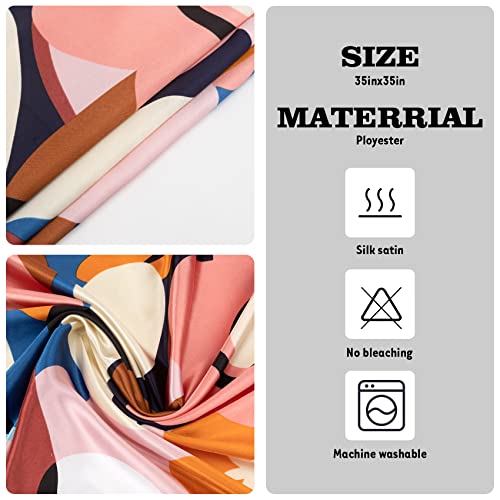 SIZE
35inx35in
MATERRIAL
Ployester
Silk satin
No bleaching
Machine washable